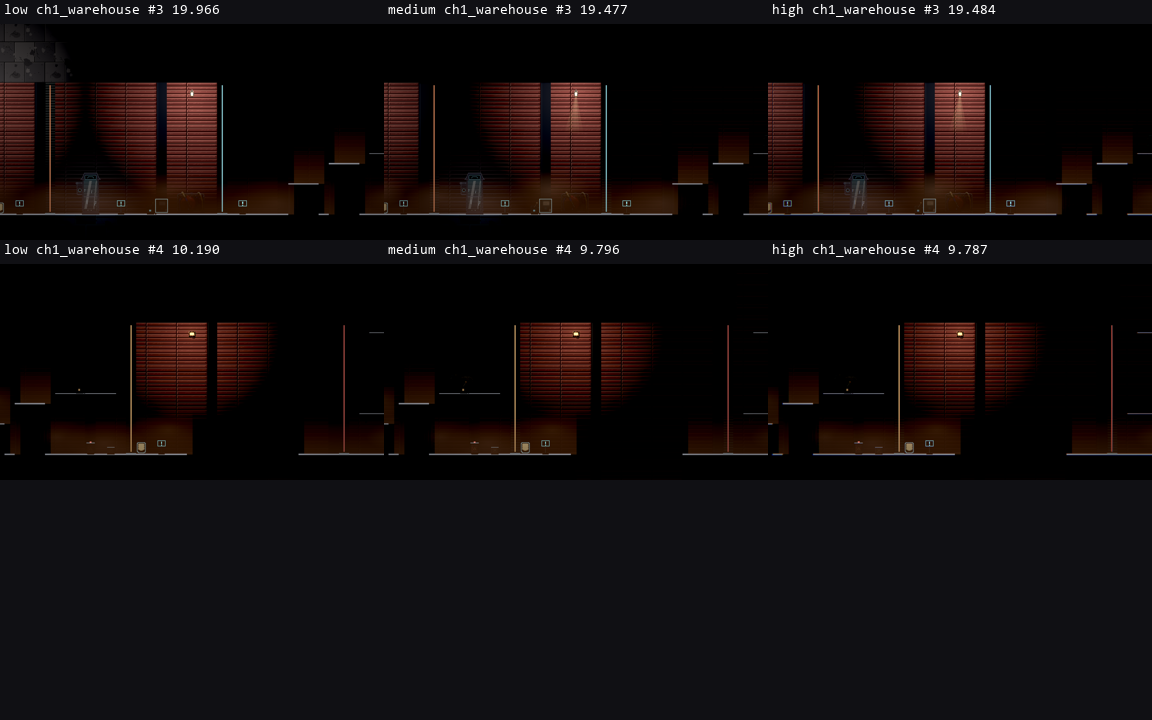 low ch1_warehouse #3 19.966
medium ch1_warehouse #3 19.477
high ch1_warehouse #3 19.484
low ch1_warehouse #4 10.190
medium ch1_warehouse #4 9.796
high ch1_warehouse #4 9.787